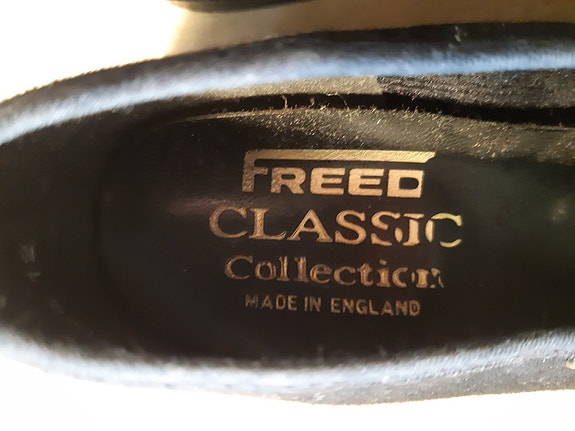 FREED
CLASSIC
Collection
MADE IN ENGLAND